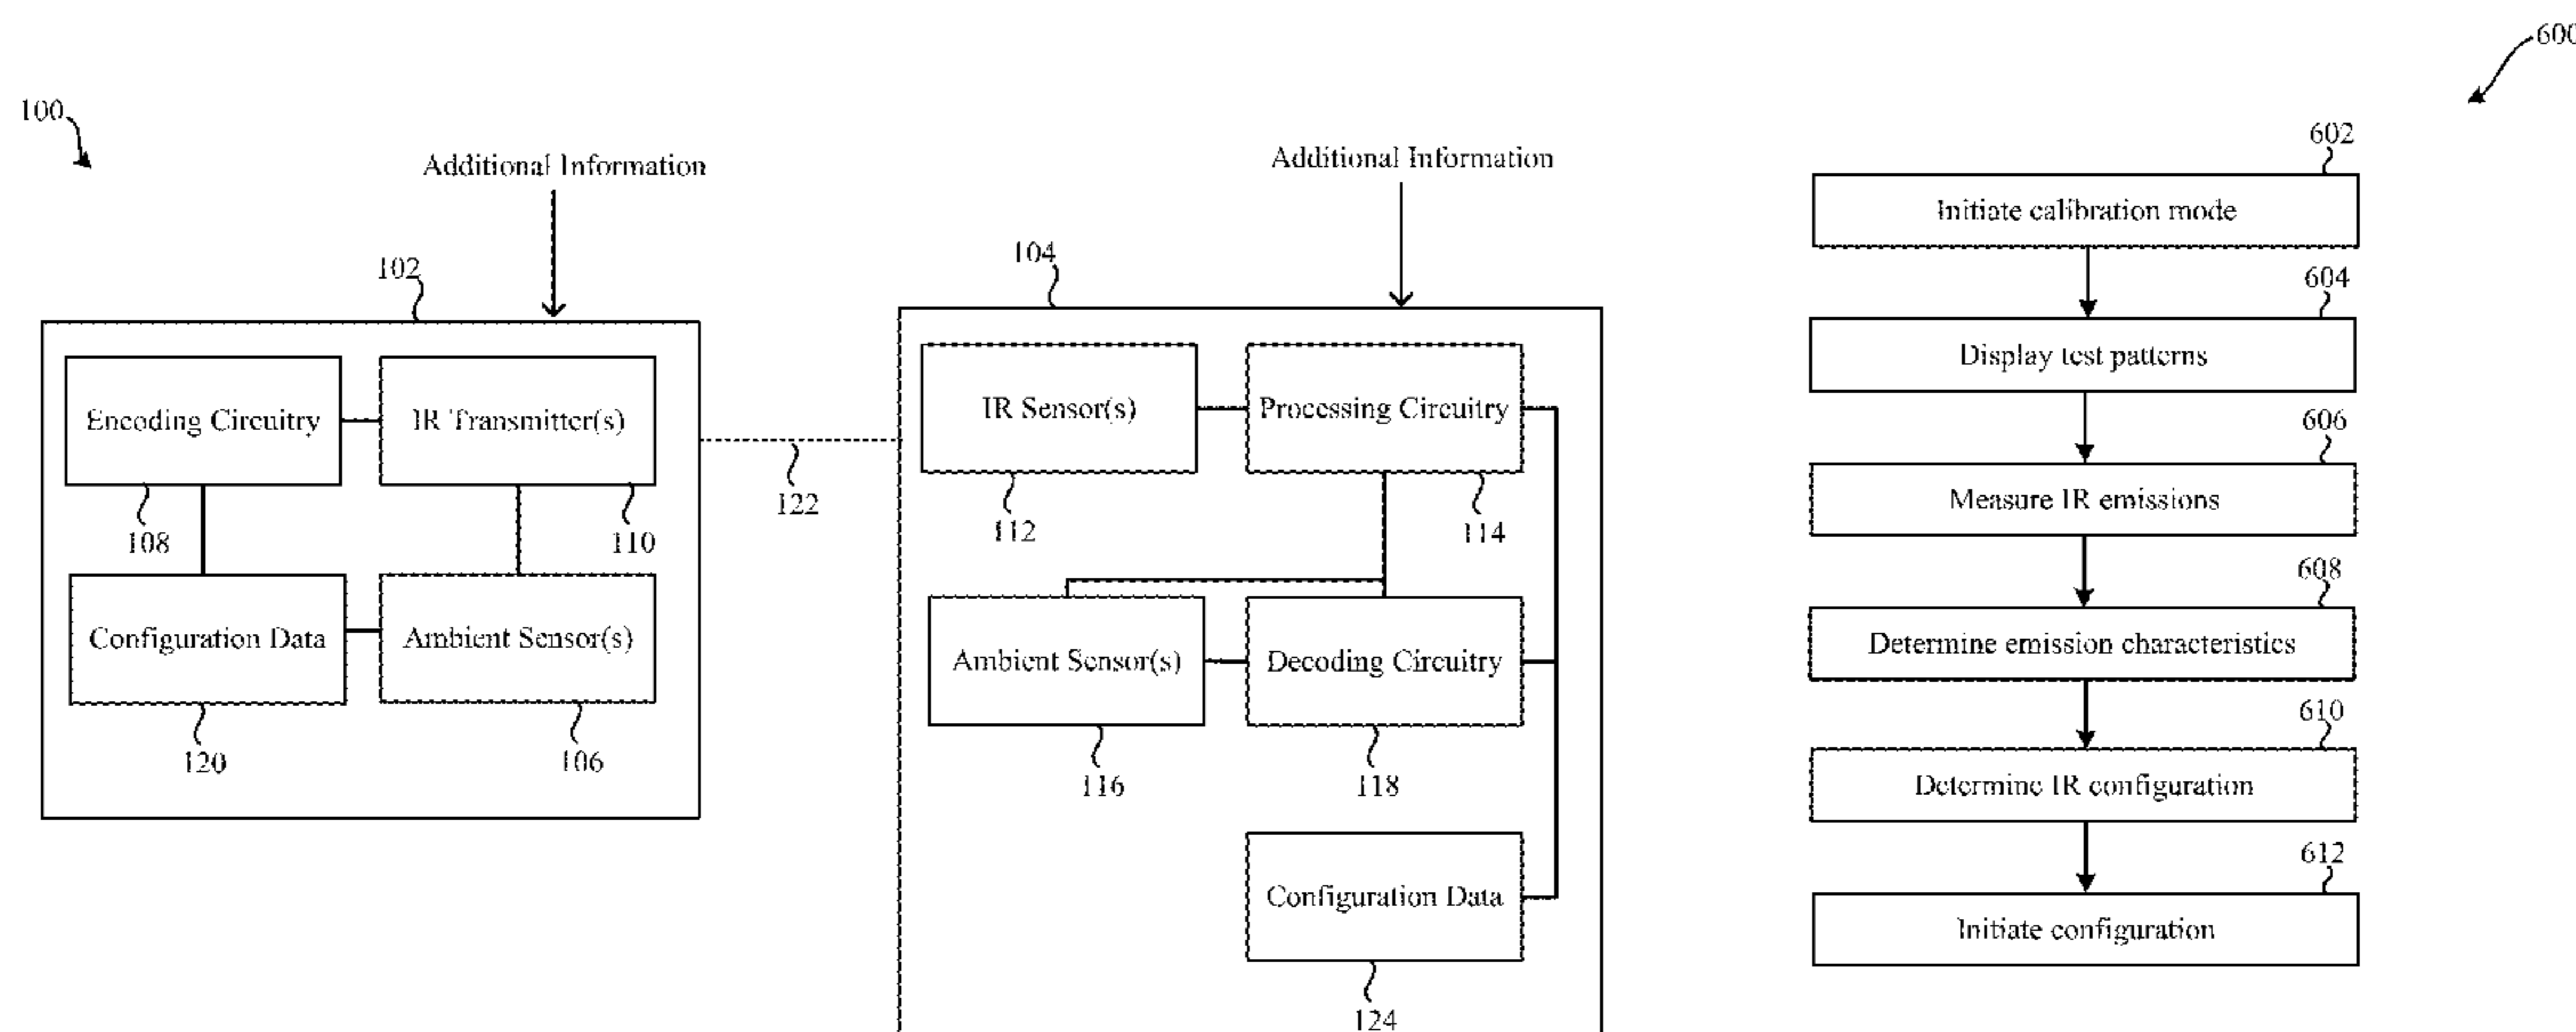 100
Additional Information
102
Encoding Circuitry
IR Transmitter(s)
108
110
Configuration Data
Ambient Sensor(s)
120
106
122
Additional Information
104
IR Sensor(s)
Processing Circuitry
112
114
Ambient Sensor(s)
Decoding Circuitry
116
118
Configuration Data
124
600
602
Initiate calibration mode
604
Display test patterns
606
Measure IR emissions
608
Determine emission characteristics
610
Determine IR configuration
612
Initiate configuration